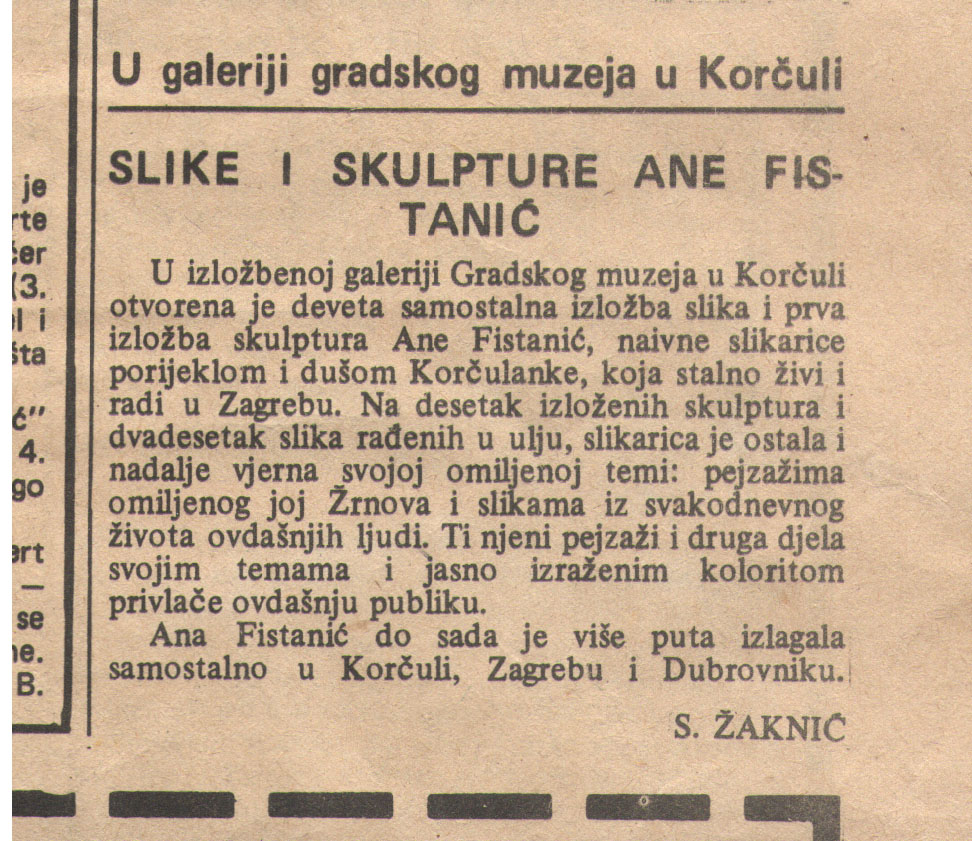 U galeriji gradskog muzeja u Korčuli
SLIKE I SKULPTURE ANE FIS-
TANIĆ
U izložbenoj galeriji Gradskog muzeja u Korčuli
otvorena je deveta samostalna izložba slika i prva
izložba skulptura Ane Fistanić, naivne slikarice
porijeklom i dušom Korčulanke, koja stalno živi i
radi u Zagrebu. Na desetak izloženih skulptura i
dvadesetak slika rađenih u ulju, slikarica je ostala i
nadalje vjerna svojoj omiljenoj temi: pejzažima
omiljenog joj Žrnova i slikama iz svakodnevnog
života ovdašnjih ljudi. Ti njeni pejzaži i druga djela
svojim temama i jasno izraženim koloritom
privlače ovdašnju publiku.
Ana Fistanić do sada je više puta izlagala
samostalno u Korčuli, Zagrebu i Dubrovniku.
S. ŽAKNIĆ
je
(3.
i
4.
se
B.